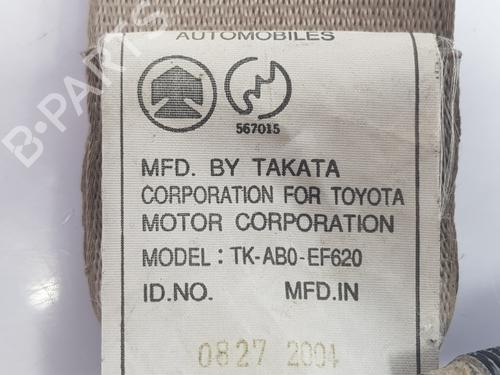 AUTOMOBILES
567015
MFD. BY TAKATA
CORPORATION FOR TOYOTA
MOTOR CORPORATION
MODEL : TK-AB0-EF620
ID.NO. MFD.IN
0827 2004
B-PARTS